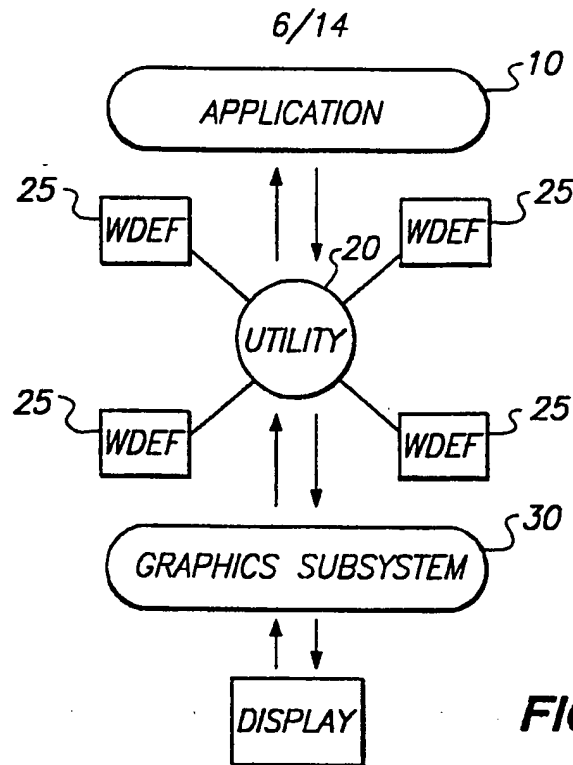 6/14
10
APPLICATION
25 WDEF
WDEF 25
20
UTILITY
25 WDEF
WDEF 25
30
GRAPHICS SUBSYSTEM
DISPLAY